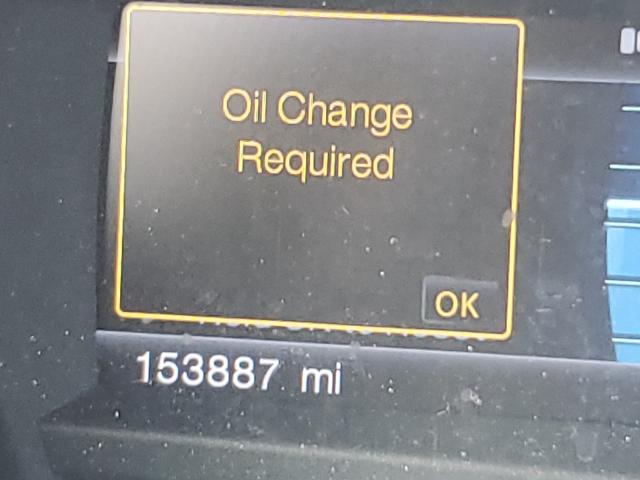 Oil Change
Required
OK
153887 mi